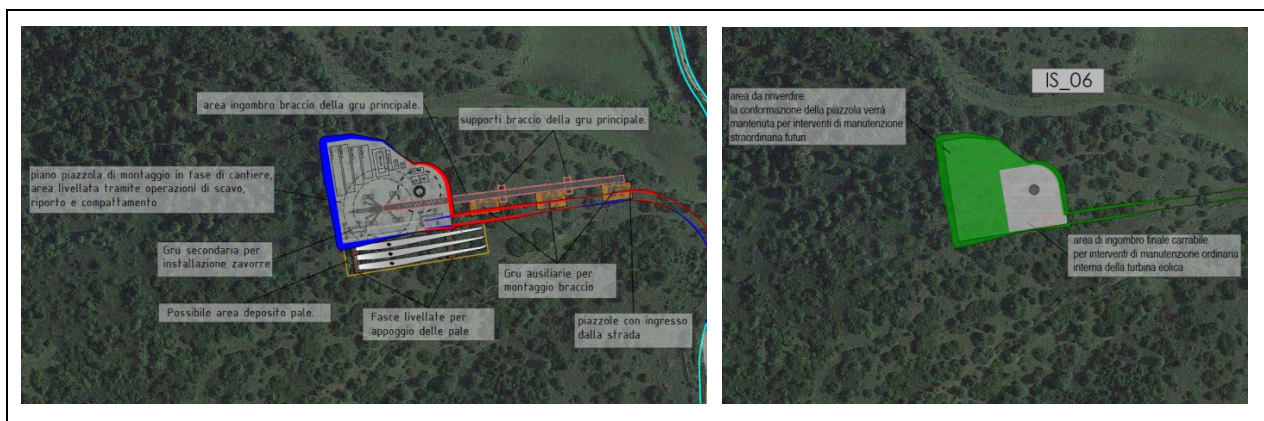 area ingombro braccio della gru principale.
supporti braccio della gru principale.
piano piazzola di montaggio in fase di cantiere,
area livellata tramite operazioni di scavo,
riporto e compattamento
Gru secondaria per
installazione zavorre
Gru ausiliarie per
montaggio braccio
Possibile area deposito pale.
Fasce livellate per
appoggio delle pale
piazzole con ingresso
dalla strada
IS_06
area da rinverdire.
la conformazione della piazzola verrà
mantenuta per interventi di manutenzione
straordinana futuri
area di ingombro finale carrabile
per interventi di manutenzione ordinaria
interna della turbina eolica